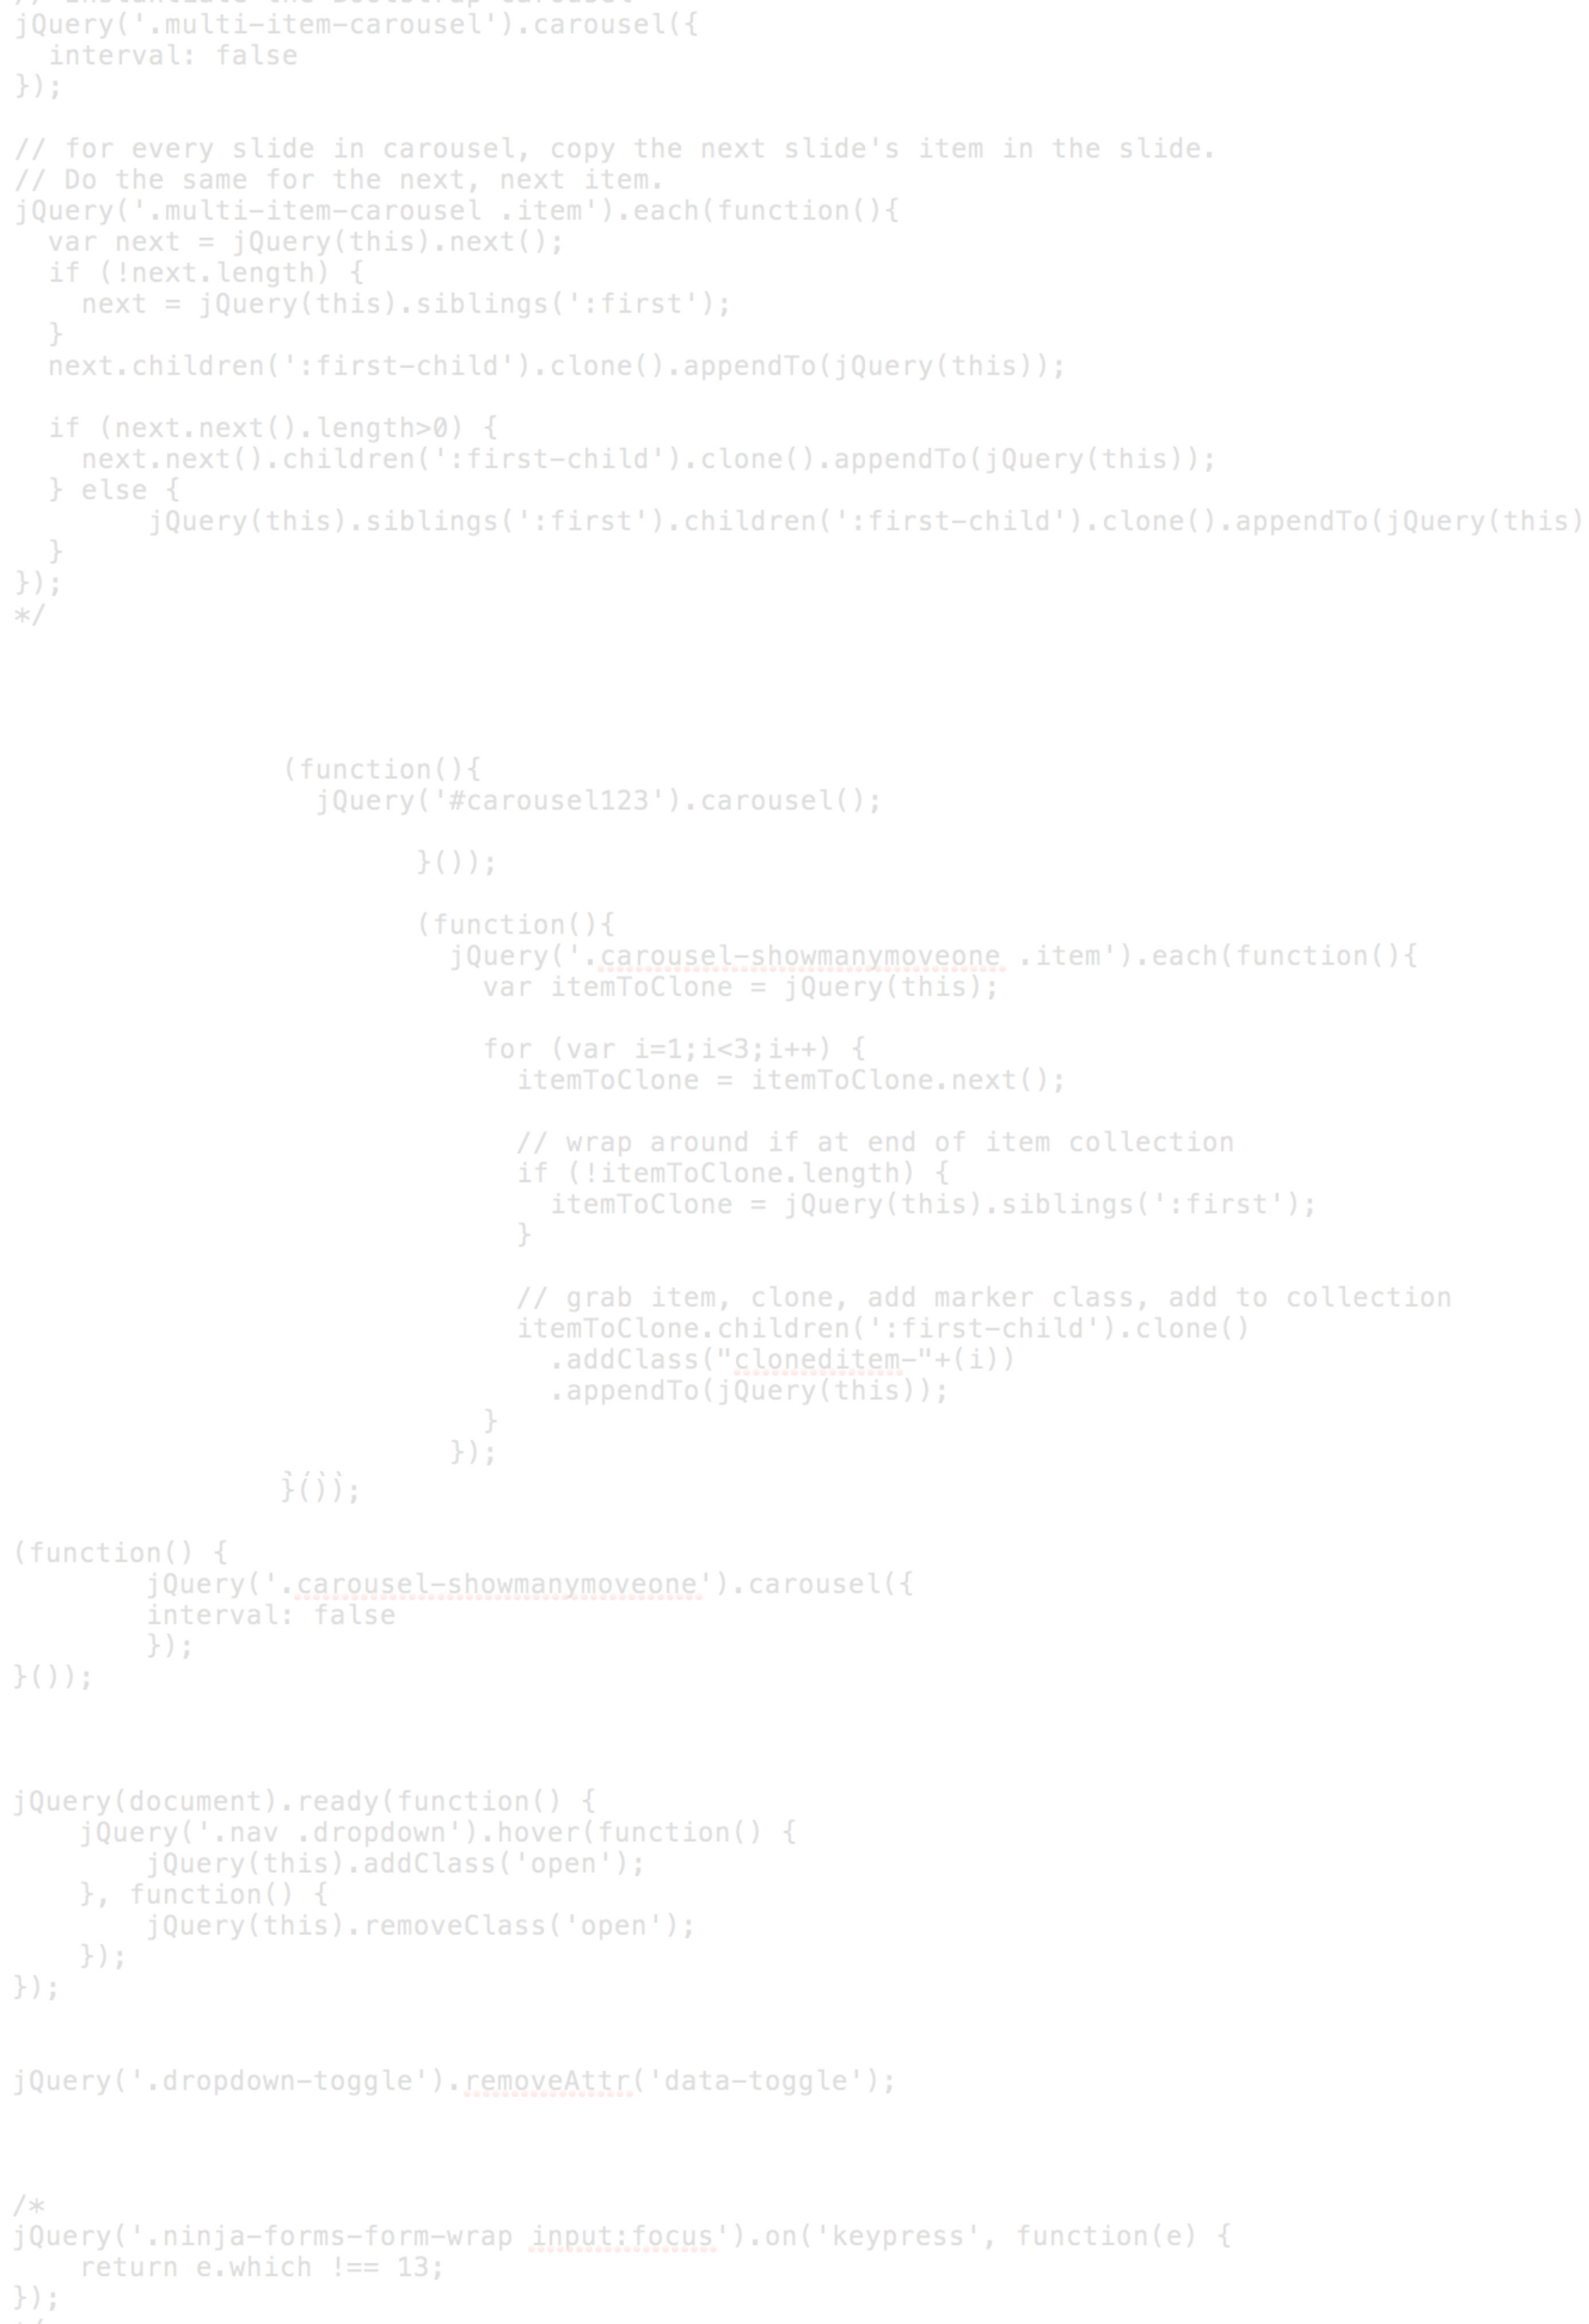 // Instantiate the Bootstrap carousel
jQuery('.multi-item-carousel').carousel({
  interval: false
});

// for every slide in carousel, copy the next slide's item in the slide.
// Do the same for the next, next item.
jQuery('.multi-item-carousel .item').each(function(){
  var next = jQuery(this).next();
  if (!next.length) {
    next = jQuery(this).siblings(':first');
  }
  next.children(':first-child').clone().appendTo(jQuery(this));

  if (next.next().length>0) {
    next.next().children(':first-child').clone().appendTo(jQuery(this));
  } else {
        jQuery(this).siblings(':first').children(':first-child').clone().appendTo(jQuery(this)
  }
});
*/

                (function(){
                  jQuery('#carousel123').carousel();

                        }());

                        (function(){
                          jQuery('.carousel-showmanymoveone .item').each(function(){
                            var itemToClone = jQuery(this);

                            for (var i=1;i<3;i++) {
                              itemToClone = itemToClone.next();

                              // wrap around if at end of item collection
                              if (!itemToClone.length) {
                                itemToClone = jQuery(this).siblings(':first');
                              }

                              // grab item, clone, add marker class, add to collection
                              itemToClone.children(':first-child').clone()
                                .addClass("cloneditem-"+(i))
                                .appendTo(jQuery(this));
                            }
                          });
                }());

(function() {
        jQuery('.carousel-showmanymoveone').carousel({
        interval: false
        });
}());

jQuery(document).ready(function() {
    jQuery('.nav .dropdown').hover(function() {
        jQuery(this).addClass('open');
    }, function() {
        jQuery(this).removeClass('open');
    });
});

jQuery('.dropdown-toggle').removeAttr('data-toggle');

/*
jQuery('.ninja-forms-form-wrap input:focus').on('keypress', function(e) {
    return e.which !== 13;
});